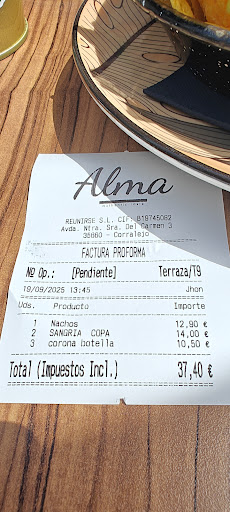 Alma
REUNIRSE S.L. CIF: B19745062
Avda. Ntra. Sra. Del Carmen 3
35660 - Corralejo
FACTURA PROFORMA
Nº Op.: [Pendiente] Terraza/T9
19/09/2025 13:45 Jhon
Uds. Producto Importe
1 Nachos 12,90 €
2 SANGRIA COPA 14,00 €
3 corona botella 10,50 €
Total (Impuestos Incl.) 37,40 €